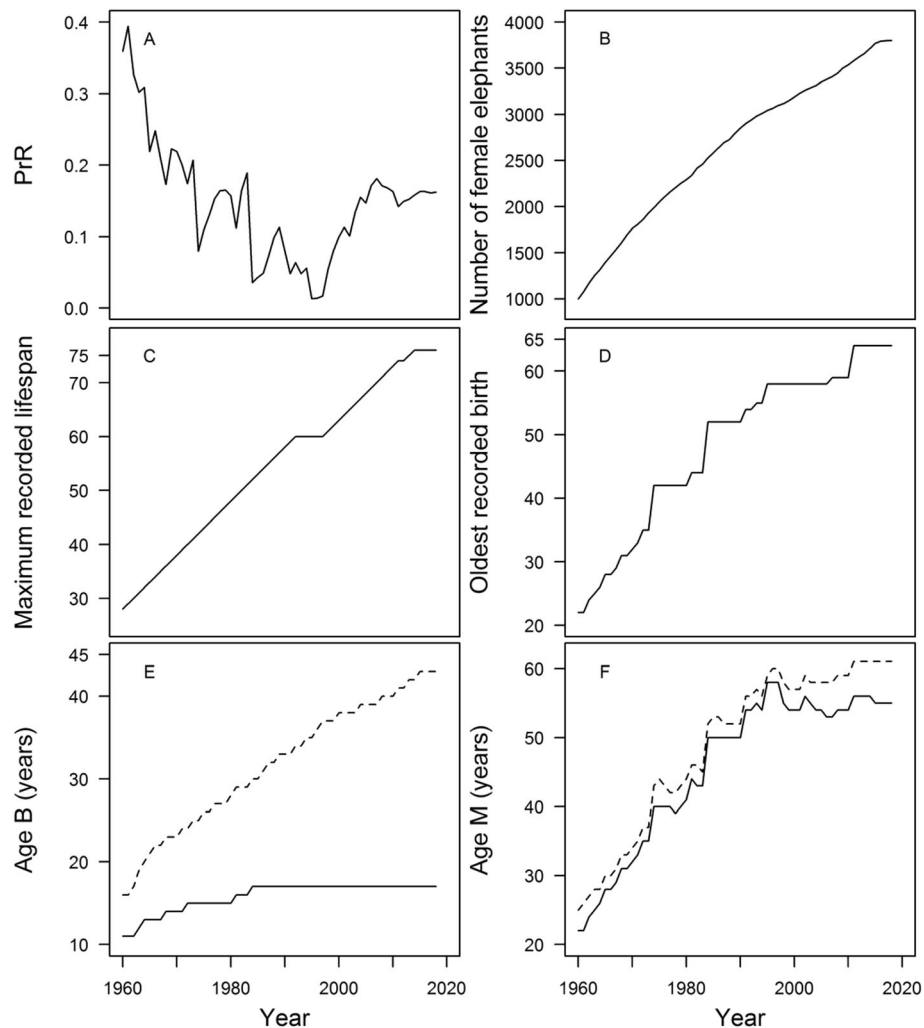 A
PrR
0.4
0.3
0.2
0.1
0.0
B
Number of female elephants
4000
3500
3000
2500
2000
1500
1000
C
Maximum recorded lifespan
75
60
50
40
30
D
Oldest recorded birth
65
60
50
40
30
20
E
Age B (years)
45
40
30
20
10
1960
1980
2000
2020
Year
F
Age M (years)
60
50
40
30
20
1960
1980
2000
2020
Year